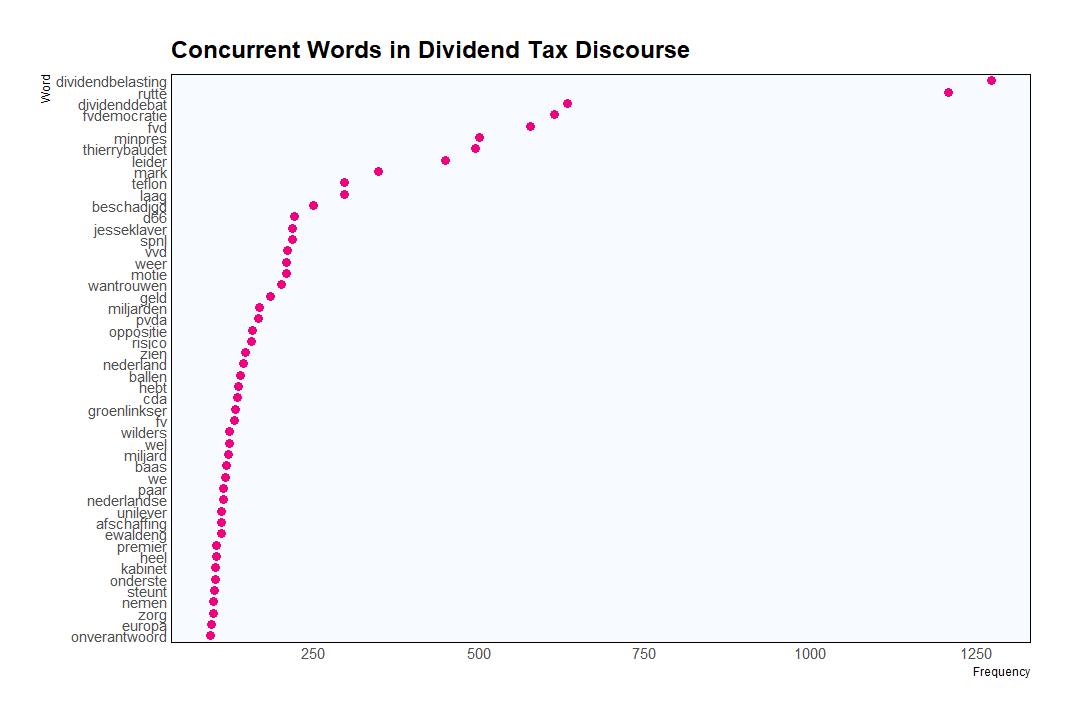 Concurrent Words in Dividend Tax Discourse
Word
dividendbelasting
rutte
dividenddebat
fvdemocratie
fvd
minpres
thierrybaudet
leider
mark
teflon
laag
beschadigd
d66
jesseklaver
spnl
vvd
weer
motie
wantrouwen
geld
miljarden
pvda
oppositie
risico
zien
nederland
ballen
hebt
cda
groenlinkser
fv
wilders
wel
miljard
baas
we
paar
nederlandse
unilever
afschaffing
ewaldeng
premier
heel
kabinet
onderste
steunt
nemen
zorg
europa
onverantwoord
250 500 750 1000 1250
Frequency